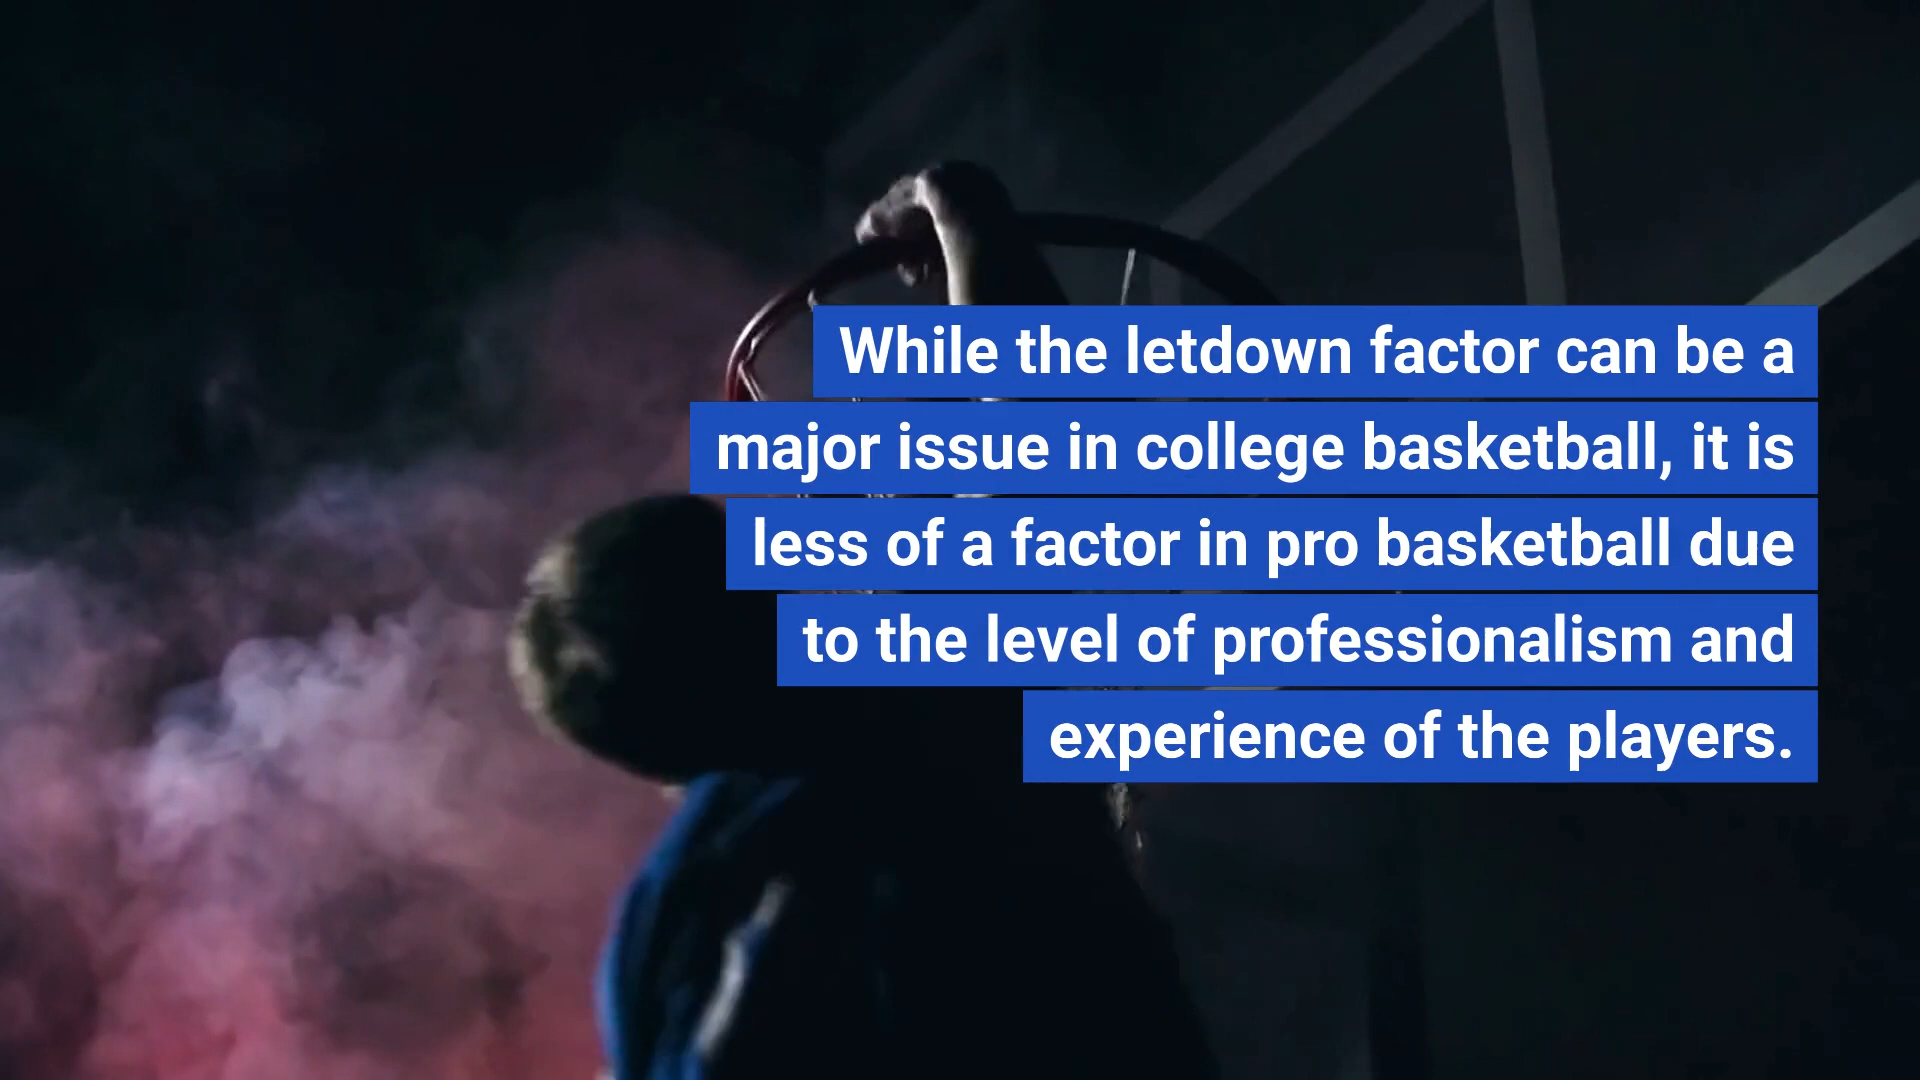 While the letdown factor can be a
major issue in college basketball, it is
less of a factor in pro basketball due
to the level of professionalism and
experience of the players.